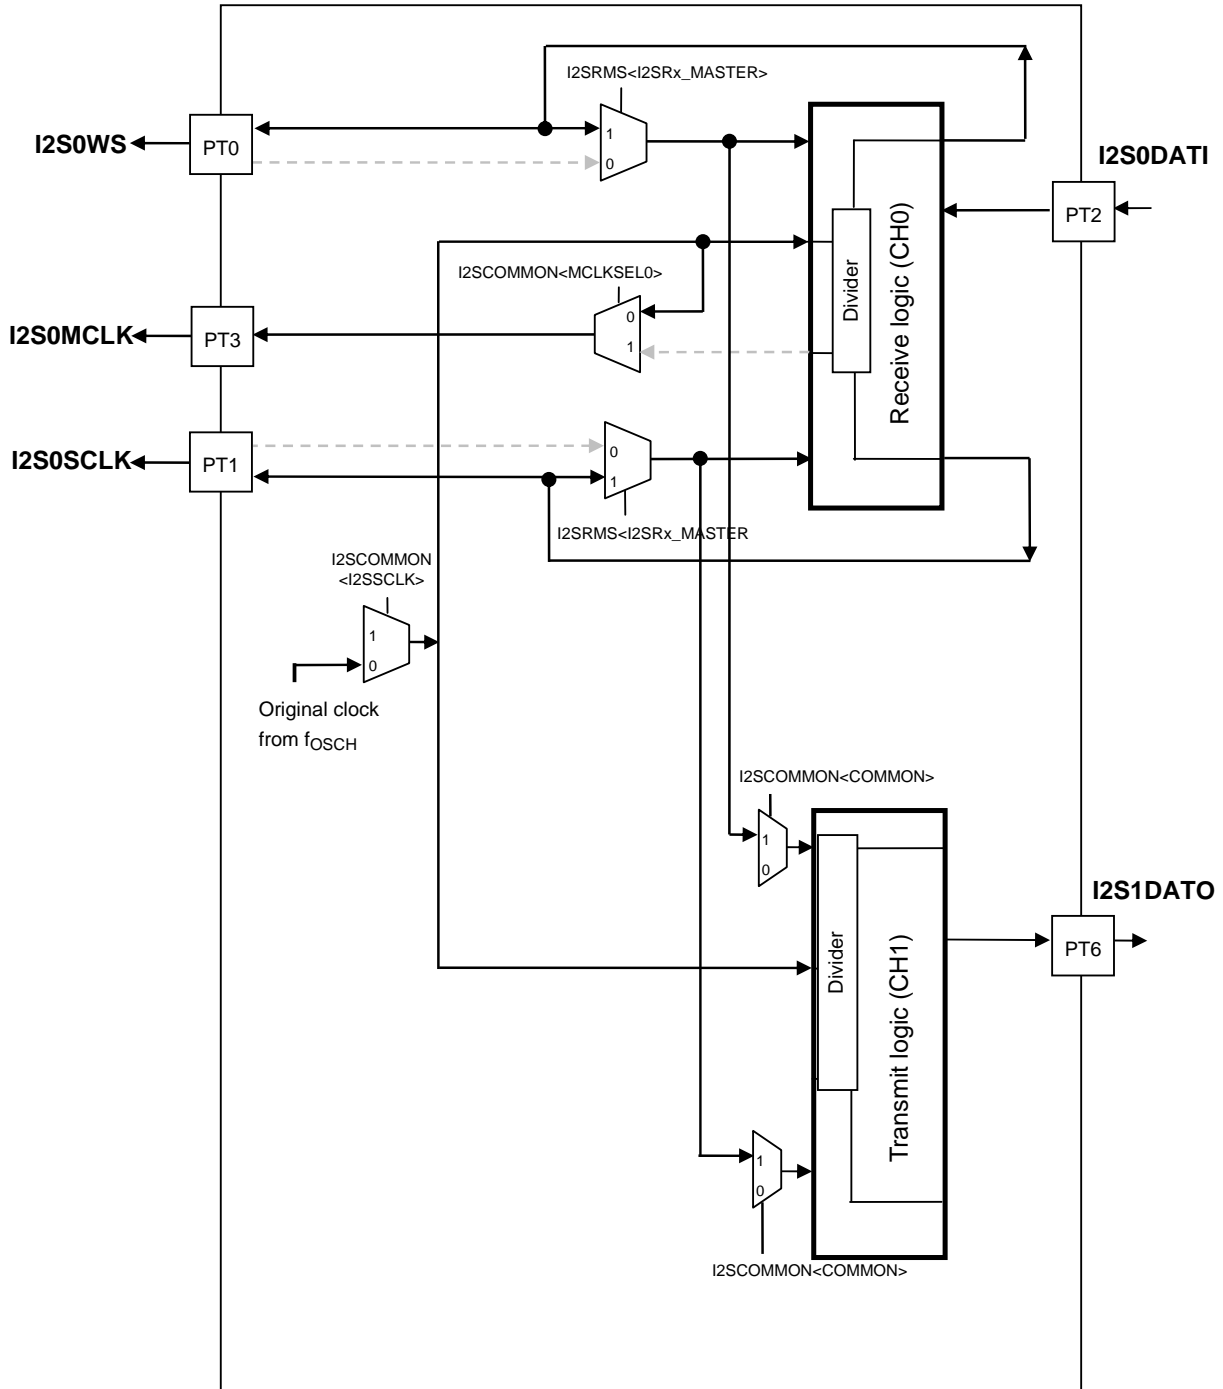 I2SRMS<I2SRx_MASTER>
I2S0WS
PT0
1
0
I2S0DATI
PT2
I2SCOMMON<MCLKSEL0>
0
1
Divider
Receive logic (CH0)
I2S0MCLK
PT3
I2S0SCLK
PT1
0
1
I2SRMS<I2SRx_MASTER
I2SCOMMON
<I2SSCLK>
1
0
Original clock
from fOSCH
I2SCOMMON<COMMON>
1
0
Divider
Transmit logic (CH1)
I2S1DATO
PT6
1
0
I2SCOMMON<COMMON>